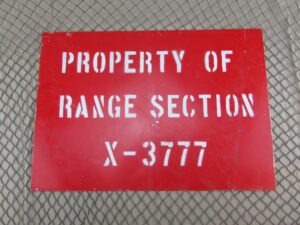 PROPERTY OF
RANGE SECTION
X-3777